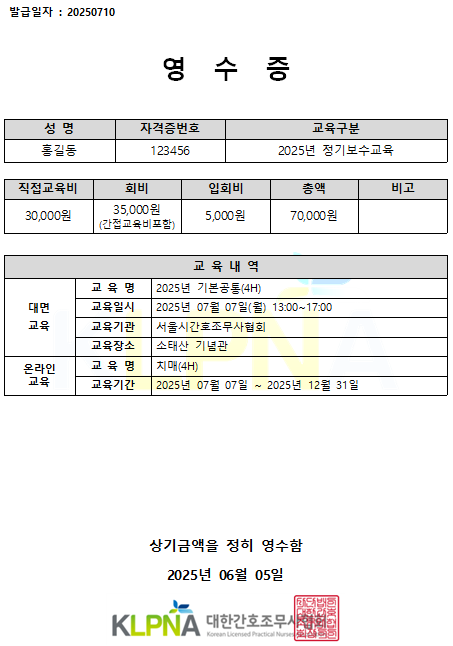 발급일자 : 20250710
영 수 증
성 명 자격증번호 교육구분
홍길동 123456 2025년 정기보수교육
직접교육비 회비 입회비 총액 비고
30,000원 35,000원 5,000원 70,000원
(간접교육비포함)
교 육 내 역
대면 교육
교 육 명 2025년 기본공통(4H)
교육일시 2025년 07월 07일(월) 13:00~17:00
교육기관 서울시간호조무사협회
교육장소 소태산 기념관
온라인 교육
교 육 명 치매(4H)
교육기간 2025년 07월 07일 ~ 2025년 12월 31일
KLPNA
상기금액을 정히 영수함
2025년 06월 05일
KLPNA 대한간호조무사협회
Korean Licensed Practical Nurses